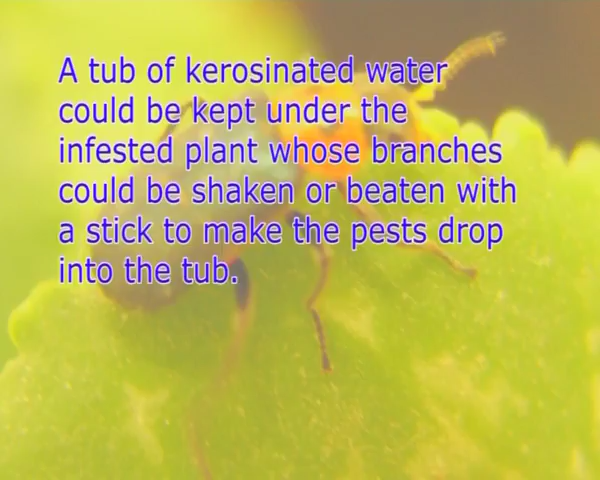 A tub of kerosinated water
could be kept under the
infested plant whose branches
could be shaken or beaten with
a stick to make the pests drop
into the tub.